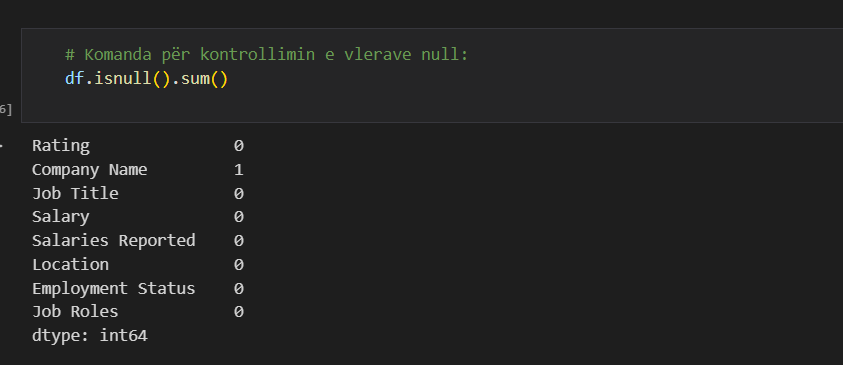 # Komanda për kontrollimin e vlerave null:
df.isnull().sum()
6]
Rating 0
Company Name 1
Job Title 0
Salary 0
Salaries Reported 0
Location 0
Employment Status 0
Job Roles 0
dtype: int64